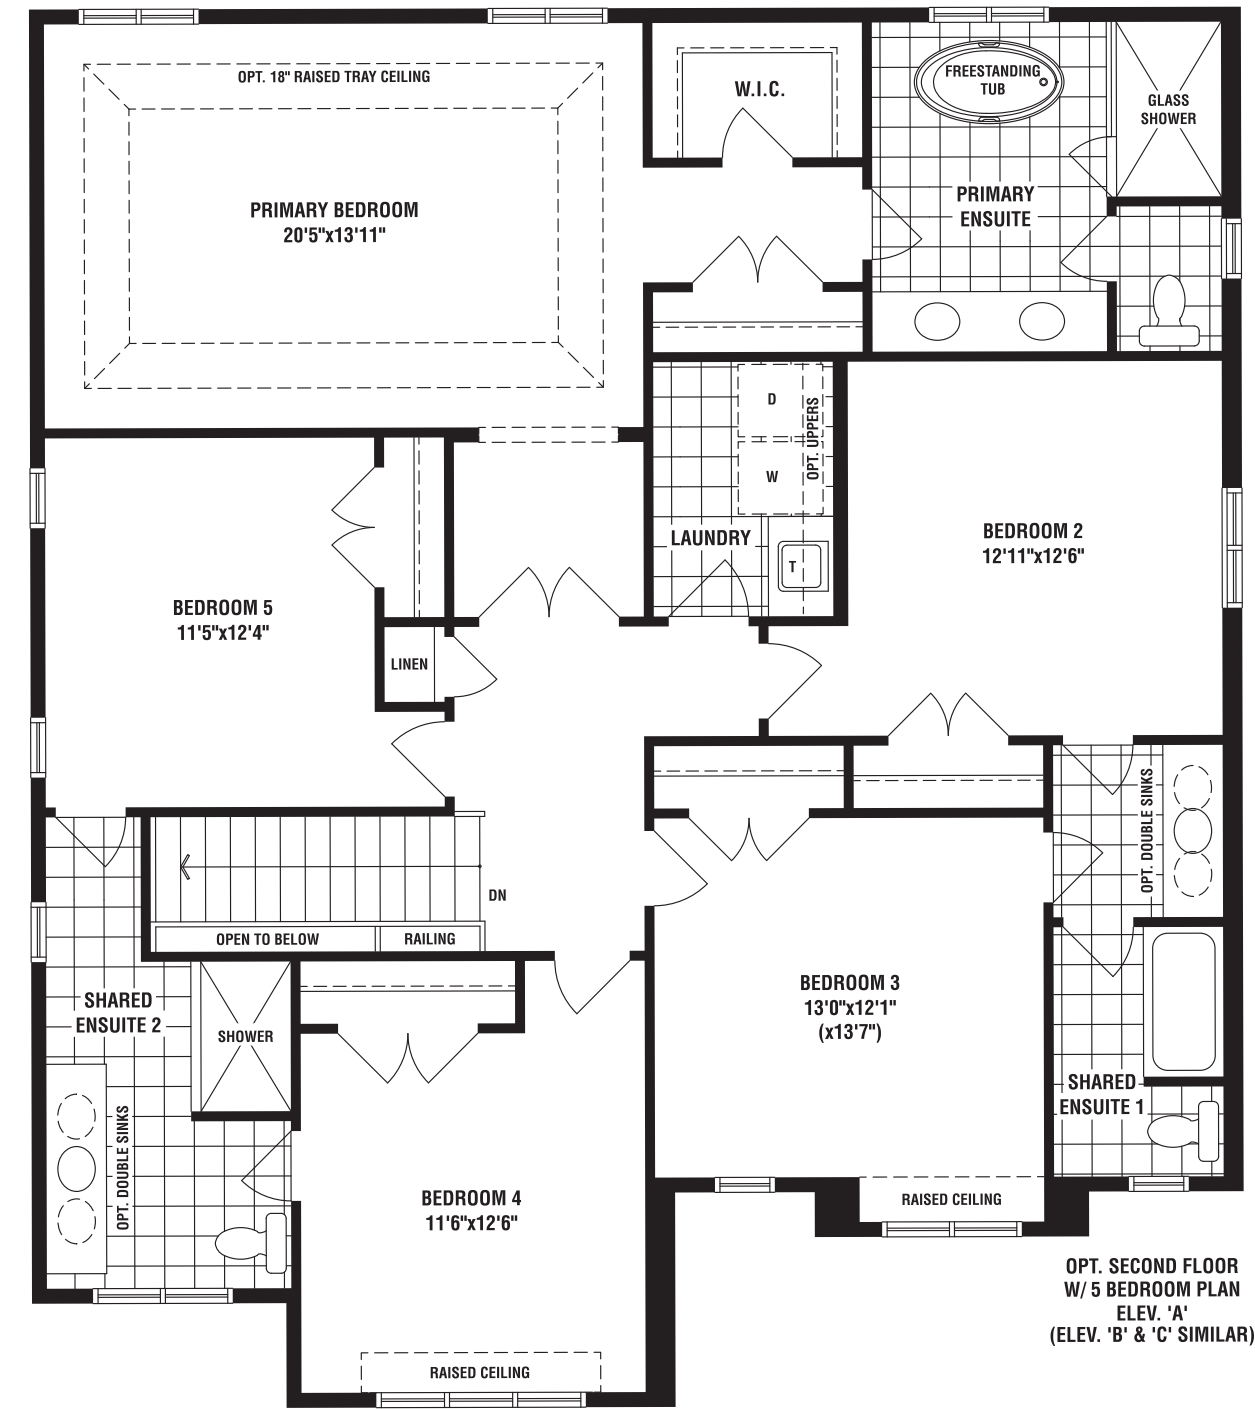 OPT. 18" RAISED TRAY CEILING
PRIMARY BEDROOM
20'5"x13'11"
W.I.C.
FREESTANDING
TUB
GLASS
SHOWER
PRIMARY
ENSUITE
D
W
OPT. UPPERS
LAUNDRY
T
BEDROOM 2
12'11"x12'6"
BEDROOM 5
11'5"x12'4"
LINEN
OPT. DOUBLE SINKS
DN
OPEN TO BELOW
RAILING
SHARED
ENSUITE 2
SHOWER
OPT. DOUBLE SINKS
BEDROOM 3
13'0"x12'1"
(x13'7")
SHARED
ENSUITE 1
BEDROOM 4
11'6"x12'6"
RAISED CEILING
RAISED CEILING
OPT. SECOND FLOOR
W/ 5 BEDROOM PLAN
ELEV. 'A'
(ELEV. 'B' & 'C' SIMILAR)